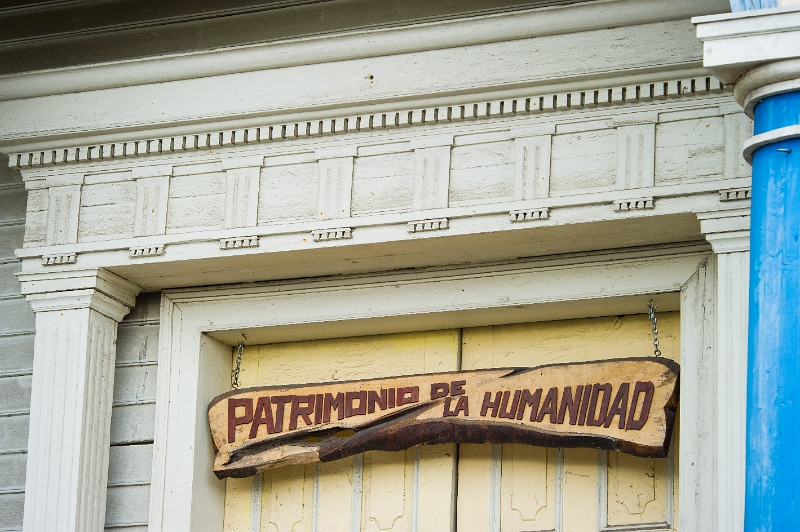 PATRIMONIO DE LA HUMANIDAD